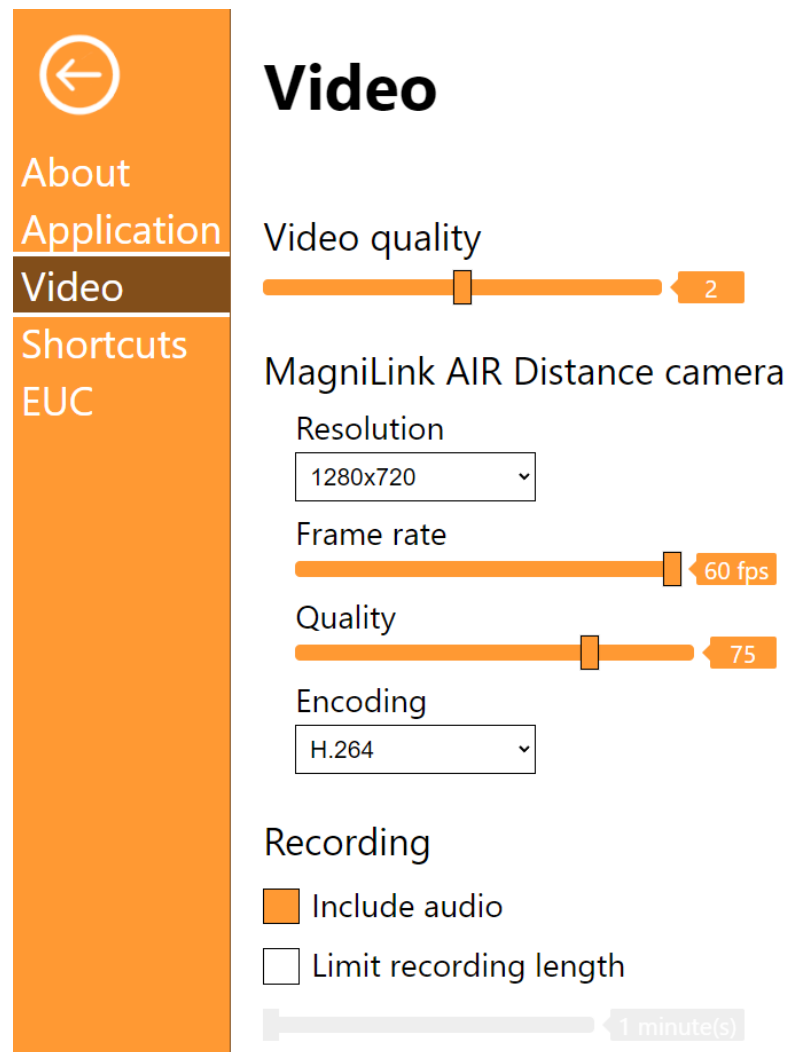 Video
About
Application
Video
Shortcuts
EUC
Video quality
2
MagniLink AIR Distance camera
Resolution
1280x720
Frame rate
60 fps
Quality
75
Encoding
H.264
Recording
Include audio
Limit recording length
1 minute(s)